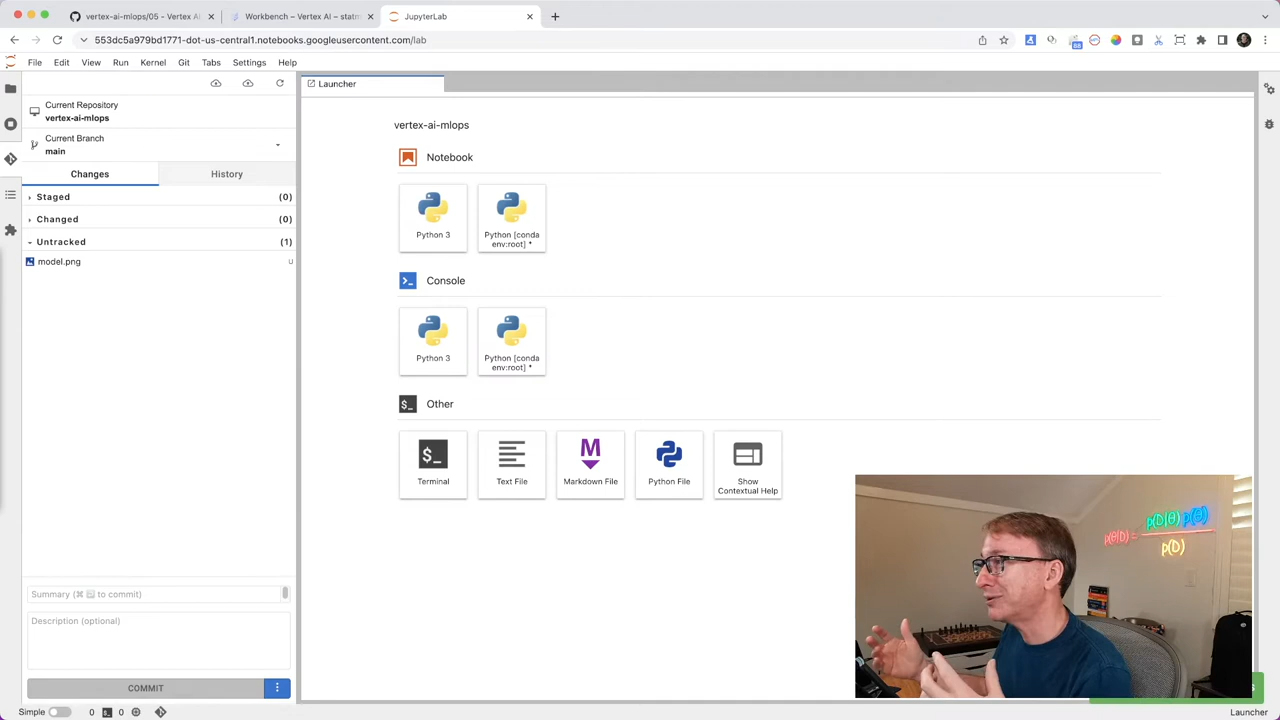 vertex-ai-mlops/05 - Vertex AI
Workbench – Vertex AI – statm
JupyterLab
553dc5a979bd1771-dot-us-central1.notebooks.googleusercontent.com/lab
File Edit View Run Kernel Git Tabs Settings Help
Current Repository
vertex-ai-mlops
Current Branch
main
Changes
History
Staged (0)
Changed (0)
Untracked (1)
model.png U
Summary (⌘ to commit)
Description (optional)
COMMIT
Simple 0 0
Launcher
vertex-ai-mlops
Notebook
Python 3
Python [conda
env:root] *
Console
Python 3
Python [conda
env:root] *
Other
$_
Terminal
Text File
M
Markdown File
Python File
Show
Contextual Help
p(θ|D) = p(D|θ) p(θ)
p(D)
Launcher